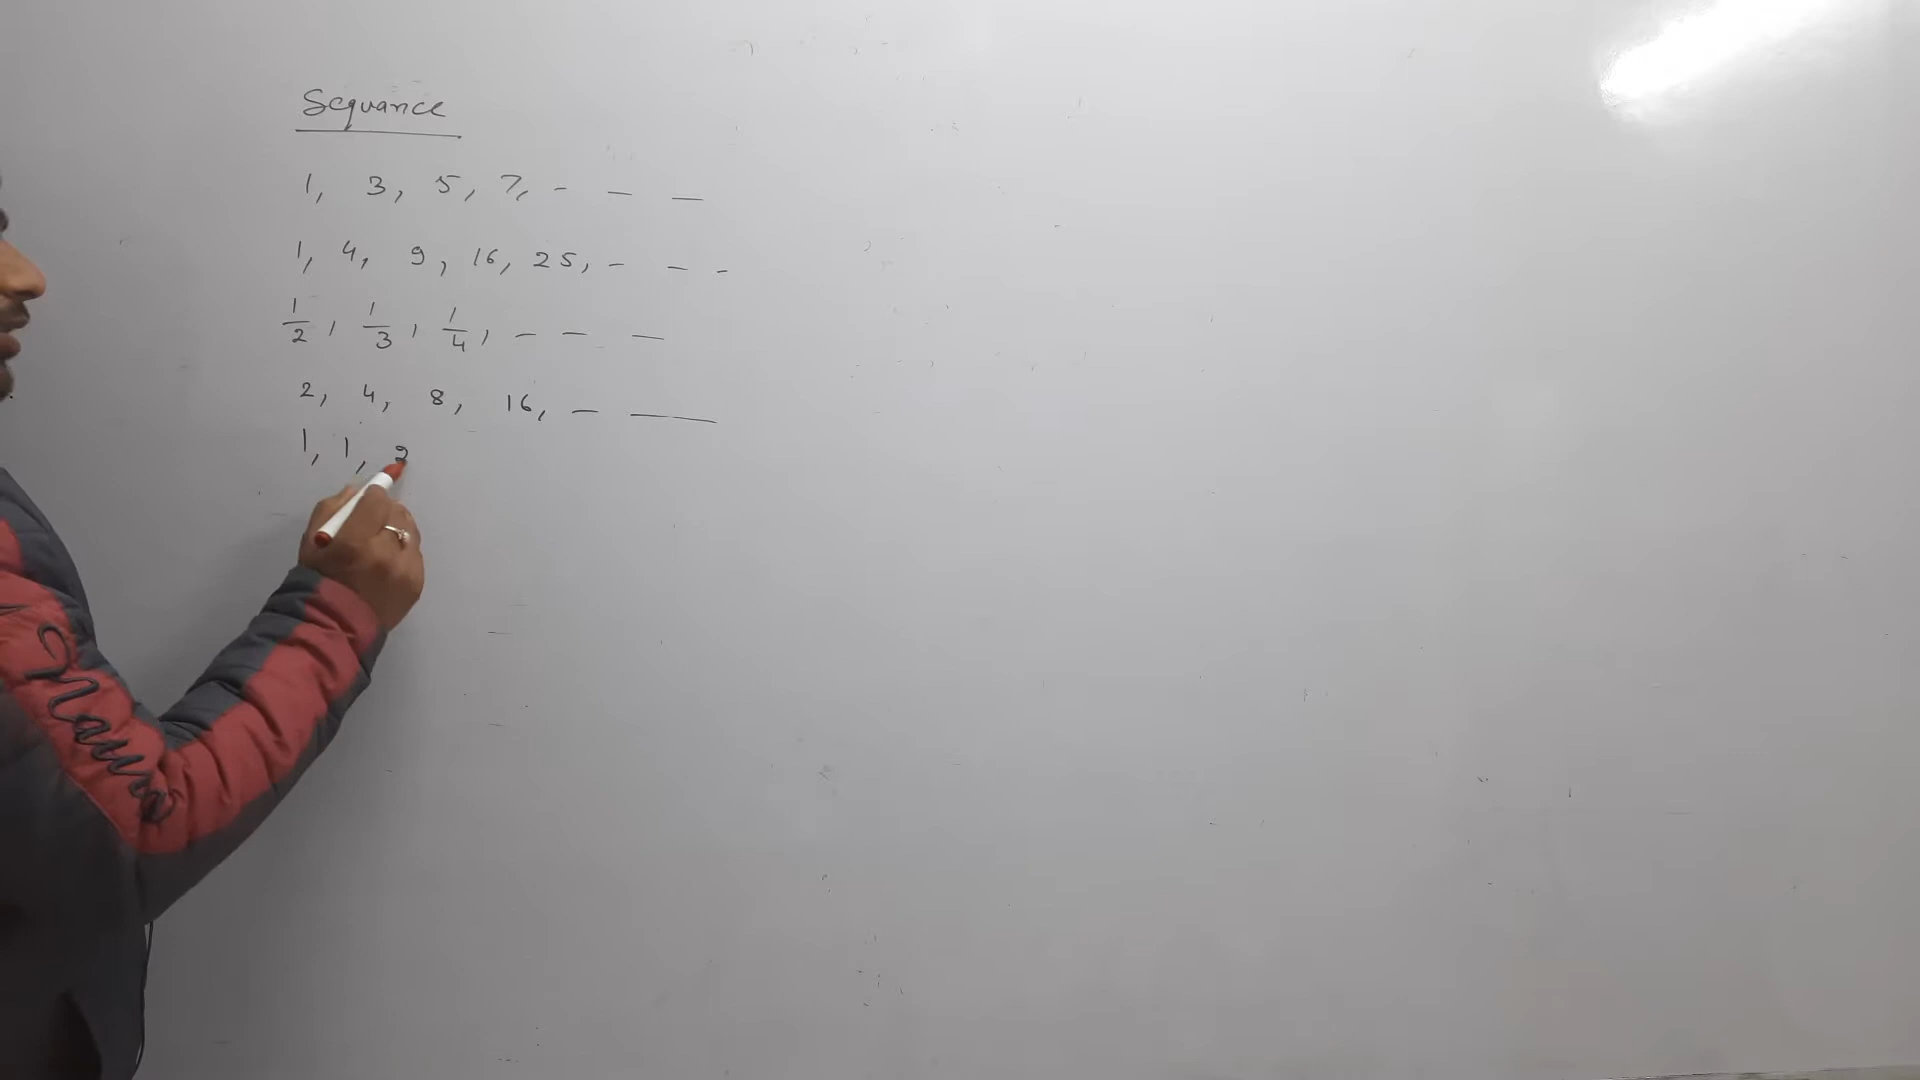 Sequance
1, 3, 5, 7, - — —
1, 4, 9, 16, 25, - - -
1/2, 1/3, 1/4, — — —
2, 4, 8, 16, — —
1, 1, 2